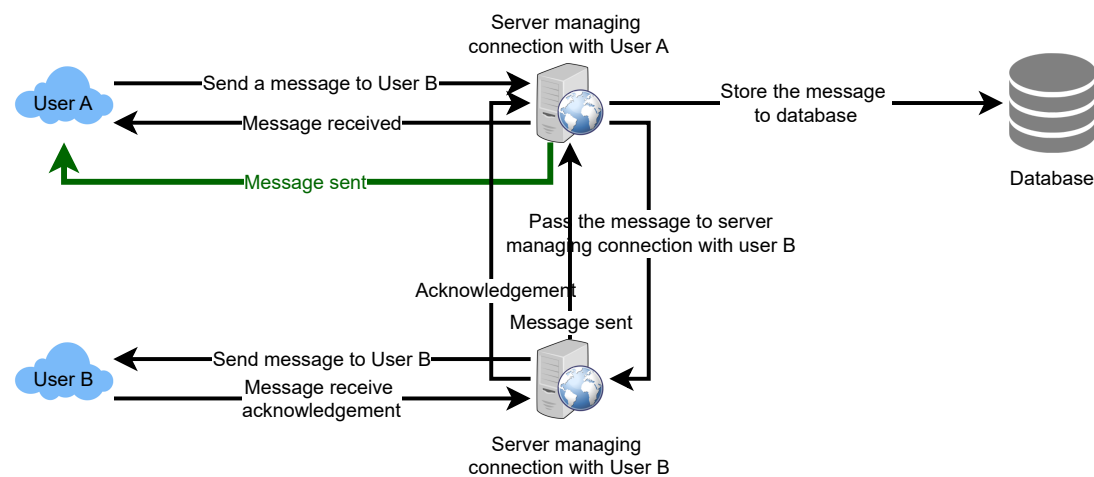 Server managing
connection with User A
Send a message to User B
User A
Store the message
to database
Message received
Message sent
Database
Pass the message to server
managing connection with user B
Acknowledgement
Message sent
Send message to User B
User B
Message receive
acknowledgement
Server managing
connection with User B